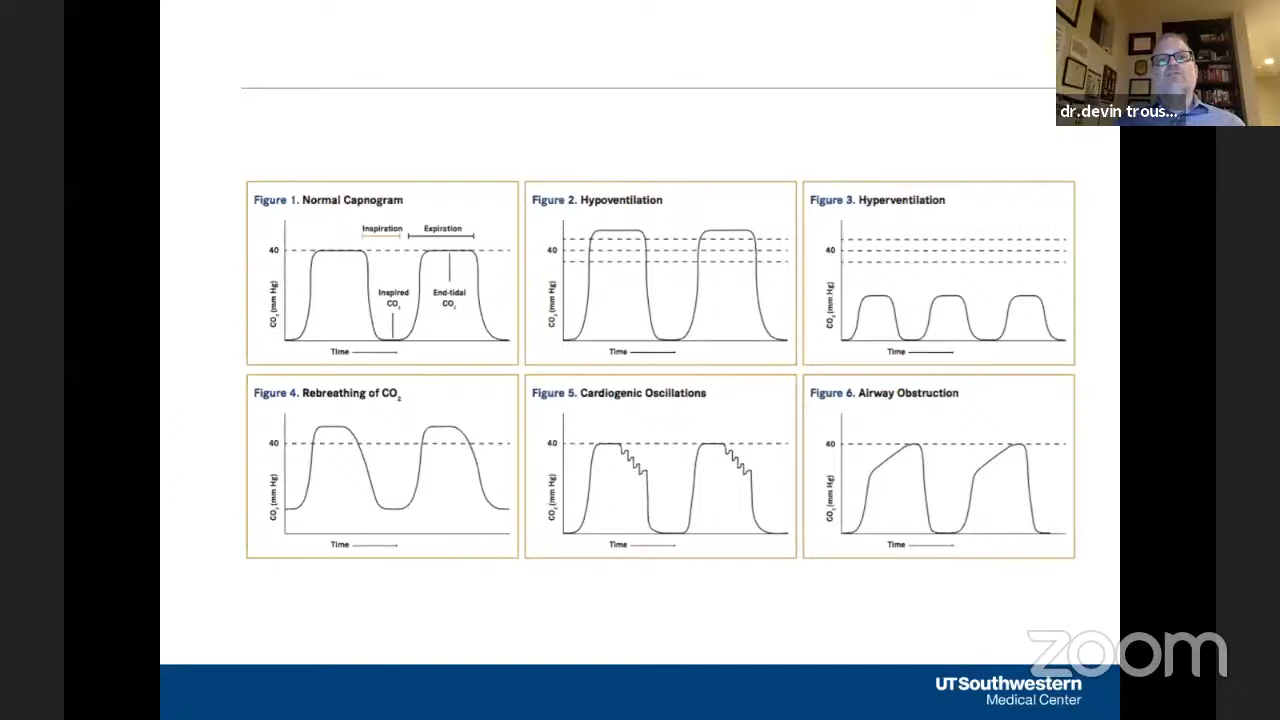 dr.devin trous...
Figure 1. Normal Capnogram
Inspiration
Expiration
40
Inspired
CO2
End-tidal
CO2
CO2 (mm Hg)
Time
Figure 2. Hypoventilation
40
CO2 (mm Hg)
Time
Figure 3. Hyperventilation
40
CO2 (mm Hg)
Time
Figure 4. Rebreathing of CO2
40
CO2 (mm Hg)
Time
Figure 5. Cardiogenic Oscillations
40
CO2 (mm Hg)
Time
Figure 6. Airway Obstruction
40
CO2 (mm Hg)
Time
zoom
UTSouthwestern
Medical Center